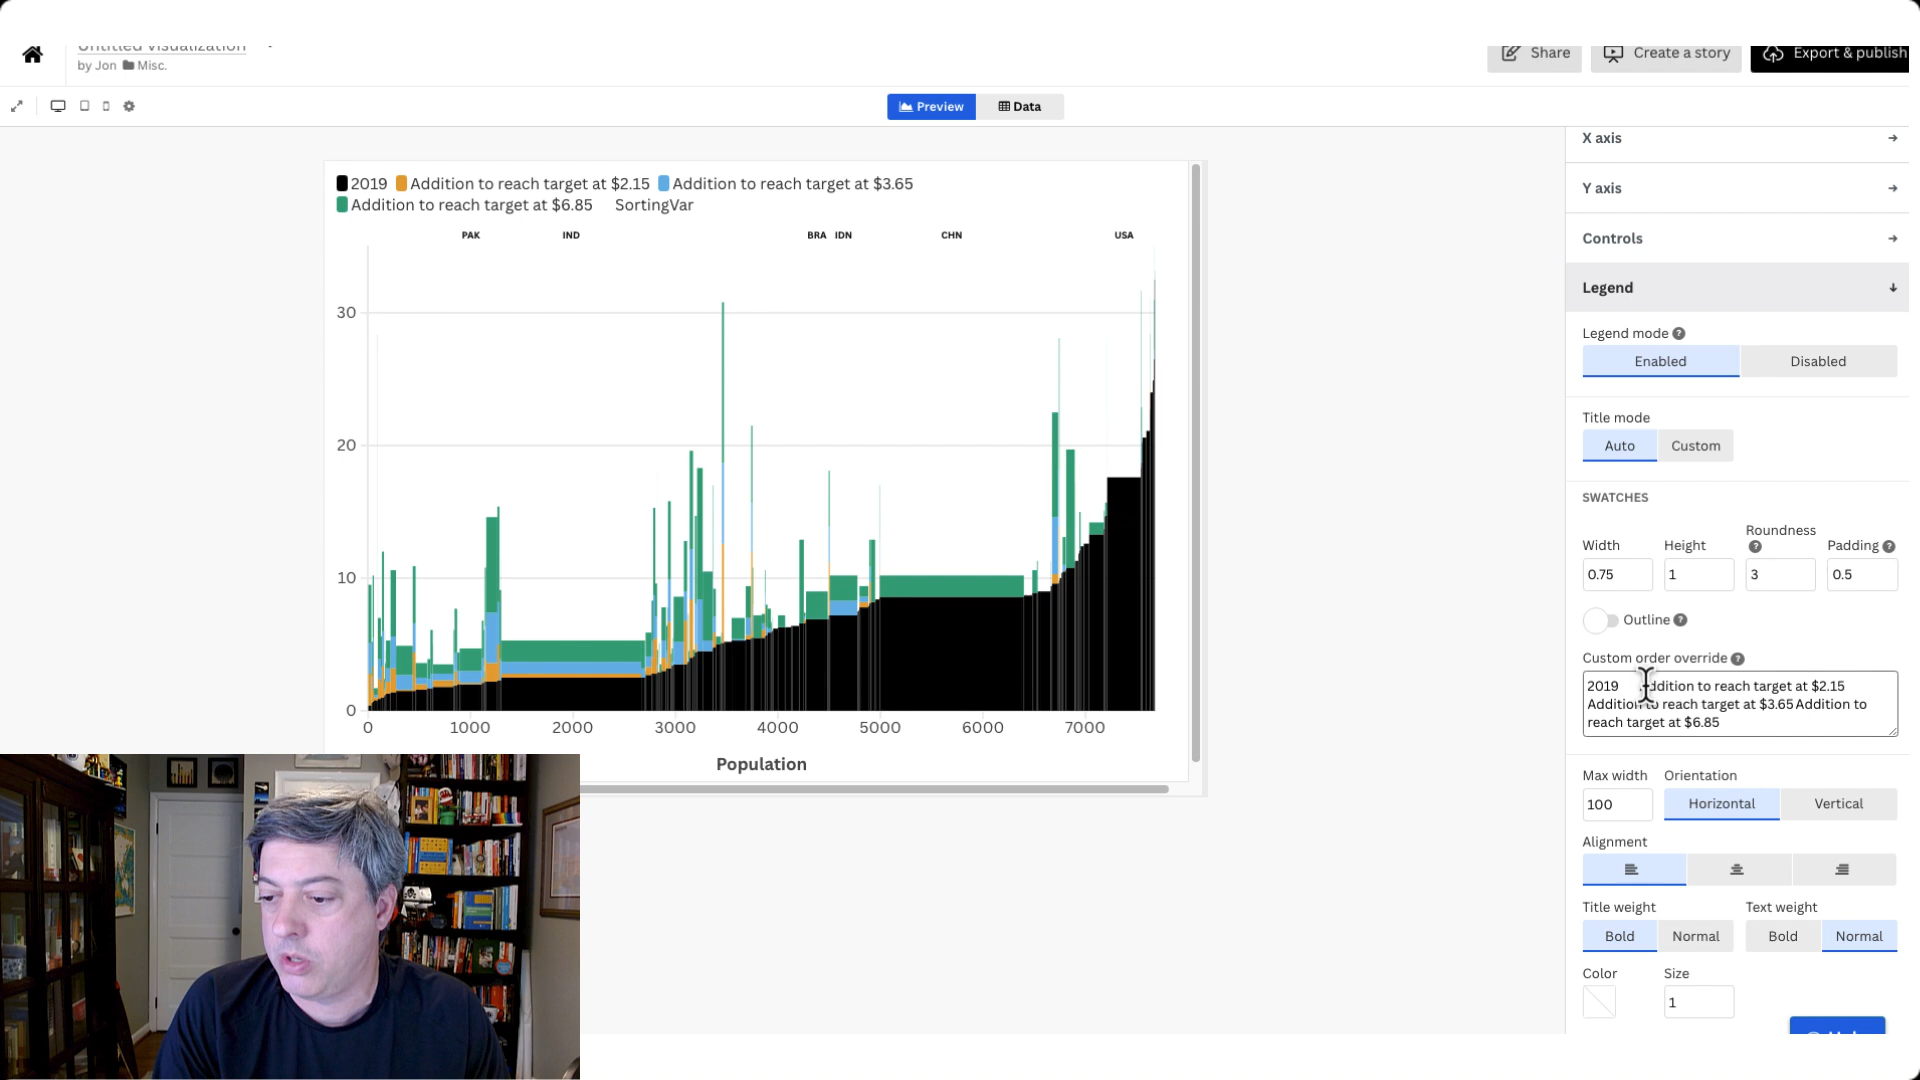 Untitled Visualization
by Jon Misc.
Share
Create a story
Export & publish
Preview
Data
2019 Addition to reach target at $2.15 Addition to reach target at $3.65
Addition to reach target at $6.85 SortingVar
PAK IND BRA IDN CHN USA
30
20
10
0
0 1000 2000 3000 4000 5000 6000 7000
Population
X axis
Y axis
Controls
Legend
Legend mode
Enabled Disabled
Title mode
Auto Custom
SWATCHES
Width Height Roundness Padding
0.75 1 3 0.5
Outline
Custom order override
2019 Addition to reach target at $2.15
Addition to reach target at $3.65 Addition to
reach target at $6.85
Max width Orientation
100 Horizontal Vertical
Alignment
Title weight Text weight
Bold Normal Bold Normal
Color Size
1